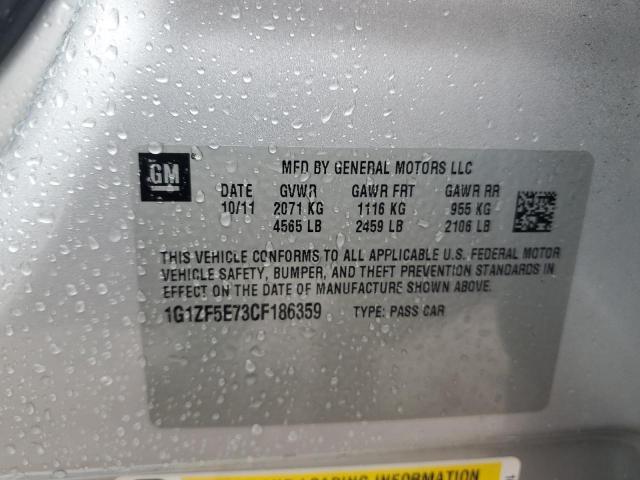 GM
MFD BY GENERAL MOTORS LLC
DATE GVWR GAWR FRT GAWR RR
10/11 2071 KG 1116 KG 955 KG
4565 LB 2459 LB 2106 LB
THIS VEHICLE CONFORMS TO ALL APPLICABLE U.S. FEDERAL MOTOR
VEHICLE SAFETY, BUMPER, AND THEFT PREVENTION STANDARDS IN
EFFECT ON THE DATE OF MANUFACTURE SHOWN ABOVE.
1G1ZF5E73CF186359 TYPE: PASS CAR
LOADING INFORMATION